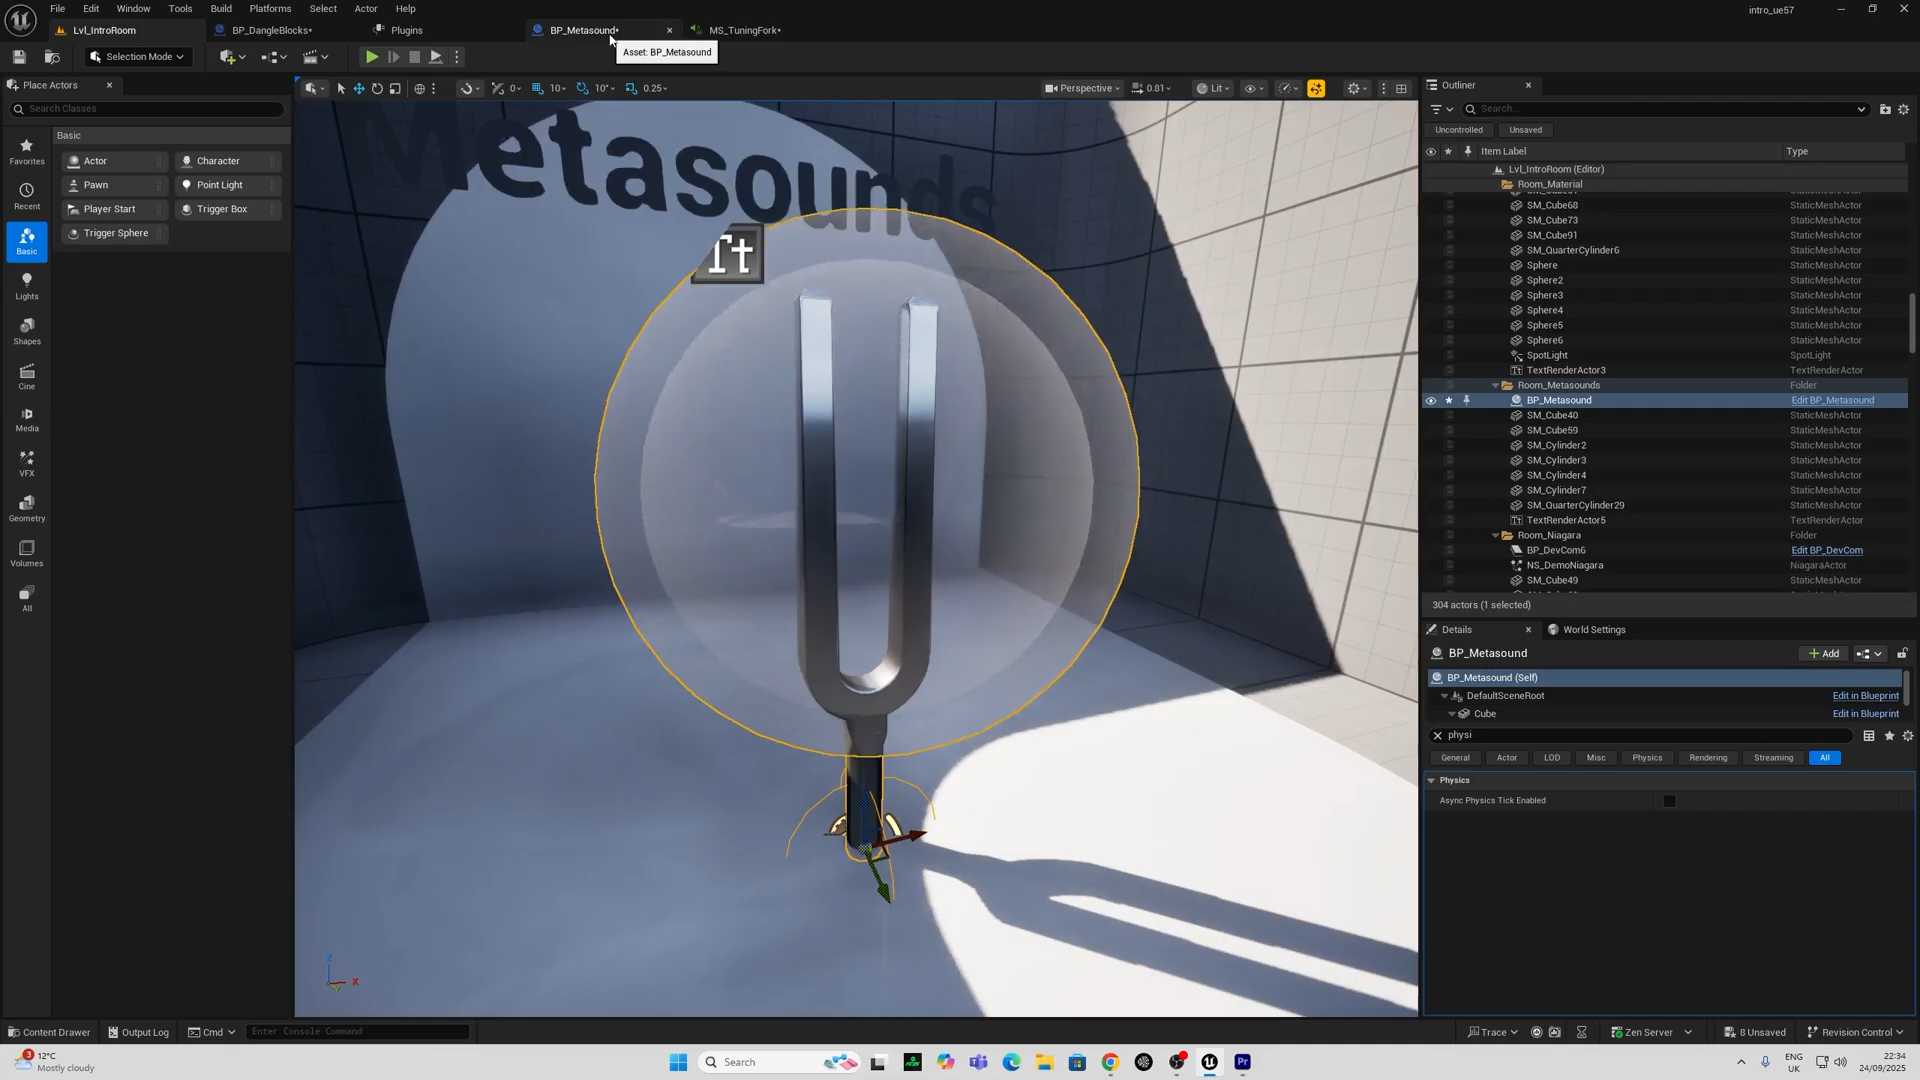 File Edit Window Tools Build Platforms Select Actor Help
intro_ue57
Lvl_IntroRoom
BP_DangleBlocks•
Plugins
BP_Metasound•
MS_TuningFork•
Asset: BP_Metasound
Selection Mode
Place Actors
Search Classes
Favorites
Recent
Basic
Lights
Shapes
Cine
Media
VFX
Geometry
Volumes
All
Basic
Actor
Character
Pawn
Point Light
Player Start
Trigger Box
Trigger Sphere
0
10
10°
0.25
Perspective
0.81
Lit
Metasounds
Tt
Z
X
Outliner
Search...
Uncontrolled
Unsaved
Item Label
Type
Lvl_IntroRoom (Editor)
Room_Material
SM_Cube68 StaticMeshActor
SM_Cube73 StaticMeshActor
SM_Cube91 StaticMeshActor
SM_QuarterCylinder6 StaticMeshActor
Sphere StaticMeshActor
Sphere2 StaticMeshActor
Sphere3 StaticMeshActor
Sphere4 StaticMeshActor
Sphere5 StaticMeshActor
Sphere6 StaticMeshActor
SpotLight SpotLight
TextRenderActor3 TextRenderActor
Room_Metasounds Folder
BP_Metasound Edit BP_Metasound
SM_Cube40 StaticMeshActor
SM_Cube59 StaticMeshActor
SM_Cylinder2 StaticMeshActor
SM_Cylinder3 StaticMeshActor
SM_Cylinder4 StaticMeshActor
SM_Cylinder7 StaticMeshActor
SM_QuarterCylinder29 StaticMeshActor
TextRenderActor5 TextRenderActor
Room_Niagara Folder
BP_DevCom6 Edit BP_DevCom
NS_DemoNiagara NiagaraActor
SM_Cube49 StaticMeshActor
304 actors (1 selected)
Details
World Settings
BP_Metasound
Add
BP_Metasound (Self)
DefaultSceneRoot Edit in Blueprint
Cube Edit in Blueprint
physi
General Actor LOD Misc Physics Rendering Streaming All
Physics
Async Physics Tick Enabled
Content Drawer
Output Log
Cmd
Enter Console Command
Trace
Zen Server
8 Unsaved
Revision Control
3
12°C
Mostly cloudy
Search
Pr
ENG
UK
22:34
24/09/2025